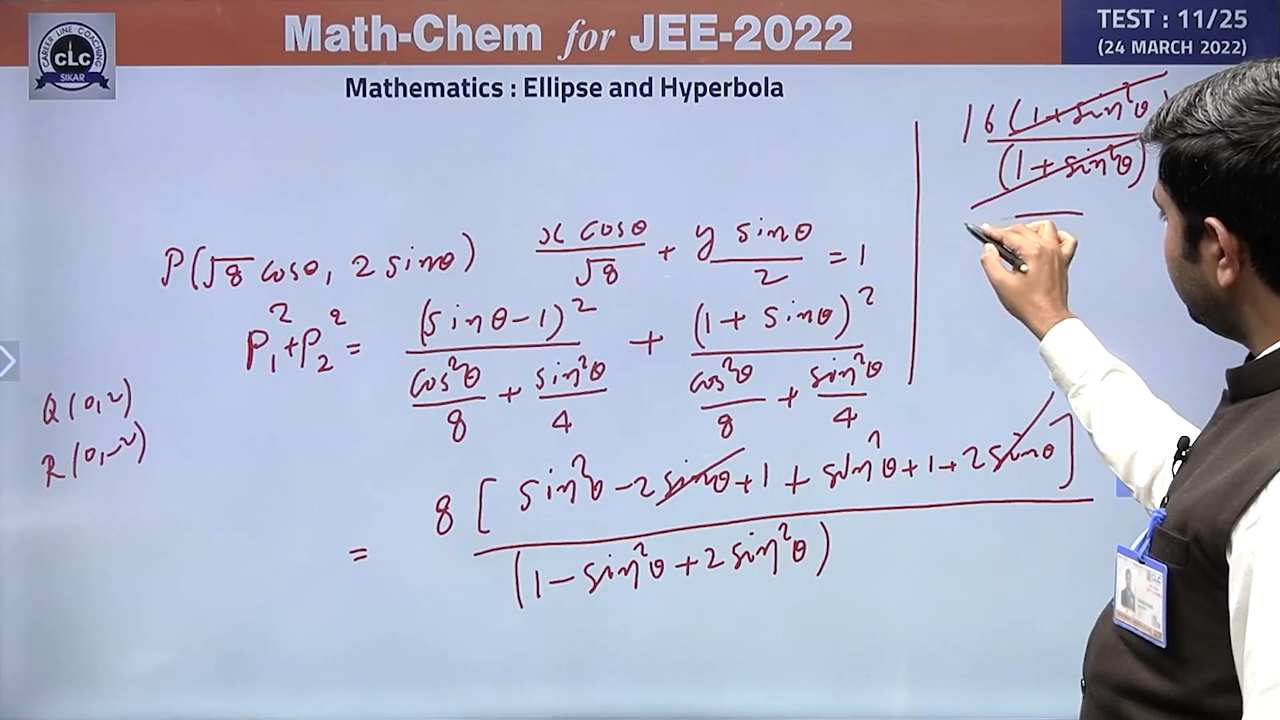 CAREER LINE COACHING
CLC
SIKAR
Math-Chem for JEE-2022
TEST : 11/25
(24 MARCH 2022)
Mathematics : Ellipse and Hyperbola
16 (1 + sin²θ)
(1 + sin²θ)
P(√8 cosθ, 2 sinθ)
x cosθ/√8 + y sinθ/2 = 1
P₁² + P₂² = (sinθ-1)²/(cos²θ/8 + sin²θ/4) + (1 + sinθ)²/(cos²θ/8 + sin²θ/4)
Q(0,2)
R(0,-2)
= 8 [ sin²θ - 2 sinθ + 1 + sin²θ + 1 + 2 sinθ ]
(1 - sin²θ + 2 sin²θ)